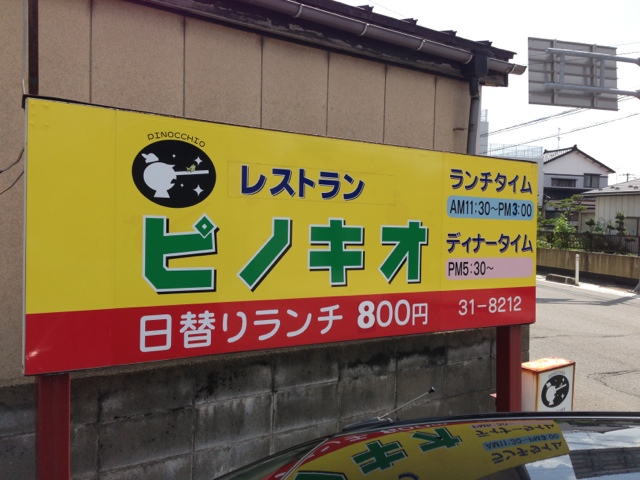 DINOCCHIO
レストラン
ピノキオ
ランチタイム
AM11:30～PM3:00
ディナータイム
PM5:30～
日替りランチ 800円
31-8212